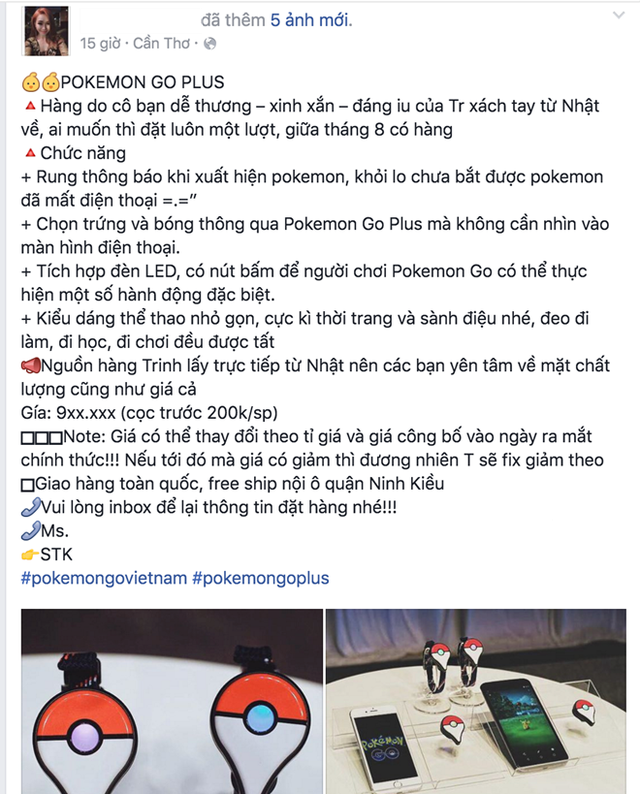 đã thêm 5 ảnh mới.
15 giờ · Cần Thơ ·
POKEMON GO PLUS
🔺Hàng do cô bạn dễ thương – xinh xắn – đáng iu của Tr xách tay từ Nhật
về, ai muốn thì đặt luôn một lượt, giữa tháng 8 có hàng
🔺Chức năng
+ Rung thông báo khi xuất hiện pokemon, khỏi lo chưa bắt được pokemon
đã mất điện thoại =.="
+ Chọn trứng và bóng thông qua Pokemon Go Plus mà không cần nhìn vào
màn hình điện thoại.
+ Tích hợp đèn LED, có nút bấm để người chơi Pokemon Go có thể thực
hiện một số hành động đặc biệt.
+ Kiểu dáng thể thao nhỏ gọn, cực kì thời trang và sành điệu nhé, đeo đi
làm, đi học, đi chơi đều được tất
📣Nguồn hàng Trinh lấy trực tiếp từ Nhật nên các bạn yên tâm về mặt chất
lượng cũng như giá cả
Gía: 9xx.xxx (cọc trước 200k/sp)
□□□Note: Giá có thể thay đổi theo tỉ giá và giá công bố vào ngày ra mắt
chính thức!!! Nếu tới đó mà giá có giảm thì đương nhiên T sẽ fix giảm theo
□Giao hàng toàn quốc, free ship nội ô quận Ninh Kiều
📞Vui lòng inbox để lại thông tin đặt hàng nhé!!!
📞Ms.
👉STK
#pokemongovietnam #pokemongoplus
Pokémon
GO